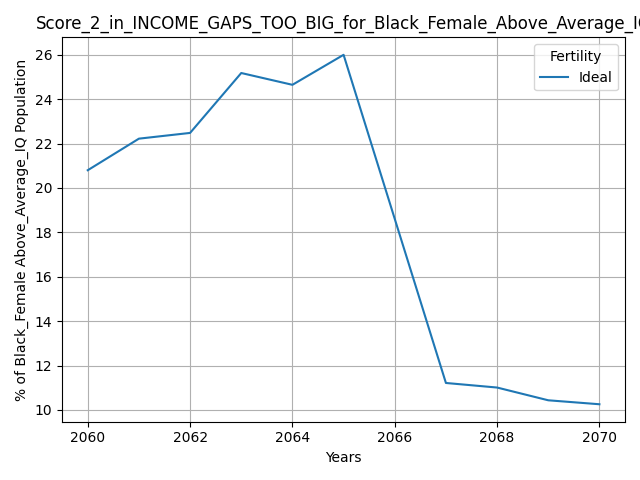 Score_2_in_INCOME_GAPS_TOO_BIG_for_Black_Female_Above_Average_IQ
% of Black_Female Above_Average_IQ Population
26
24
22
20
18
16
14
12
10
Fertility
Ideal
2060 2062 2064 2066 2068 2070
Years